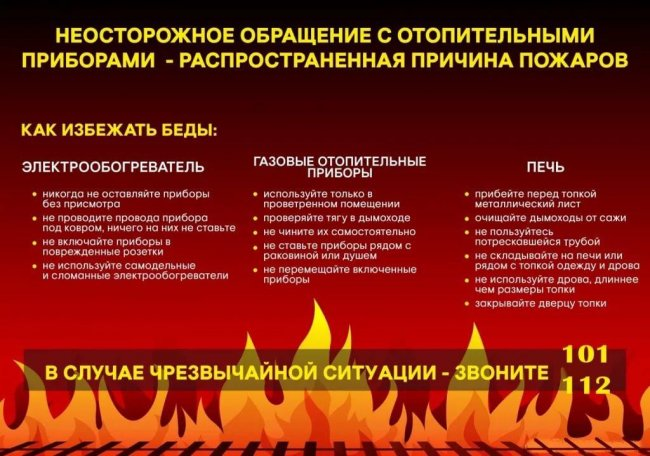 НЕОСТОРОЖНОЕ ОБРАЩЕНИЕ С ОТОПИТЕЛЬНЫМИ
ПРИБОРАМИ - РАСПРОСТРАНЕННАЯ ПРИЧИНА ПОЖАРОВ
КАК ИЗБЕЖАТЬ БЕДЫ:
ЭЛЕКТРООБОГРЕВАТЕЛЬ
• никогда не оставляйте приборы
без присмотра
• не проводите провода прибора
под ковром, ничего на них не ставьте
• не включайте приборы в
поврежденные розетки
• не используйте самодельные
и сломанные электрообогреватели
ГАЗОВЫЕ ОТОПИТЕЛЬНЫЕ
ПРИБОРЫ
• используйте только в
проветренном помещении
• проверяйте тягу в дымоходе
• не чините их самостоятельно
• не ставьте приборы рядом с
раковиной или душем
• не перемещайте включенные
приборы
ПЕЧЬ
• прибейте перед топкой
металлический лист
• очищайте дымоходы от сажи
• не пользуйтесь
потрескавшейся трубой
• не складывайте на печи или
рядом с топкой одежду и дрова
• не используйте дрова, длиннее
чем размеры топки
• закрывайте дверцу топки
В СЛУЧАЕ ЧРЕЗВЫЧАЙНОЙ СИТУАЦИИ - ЗВОНИТЕ
101
112